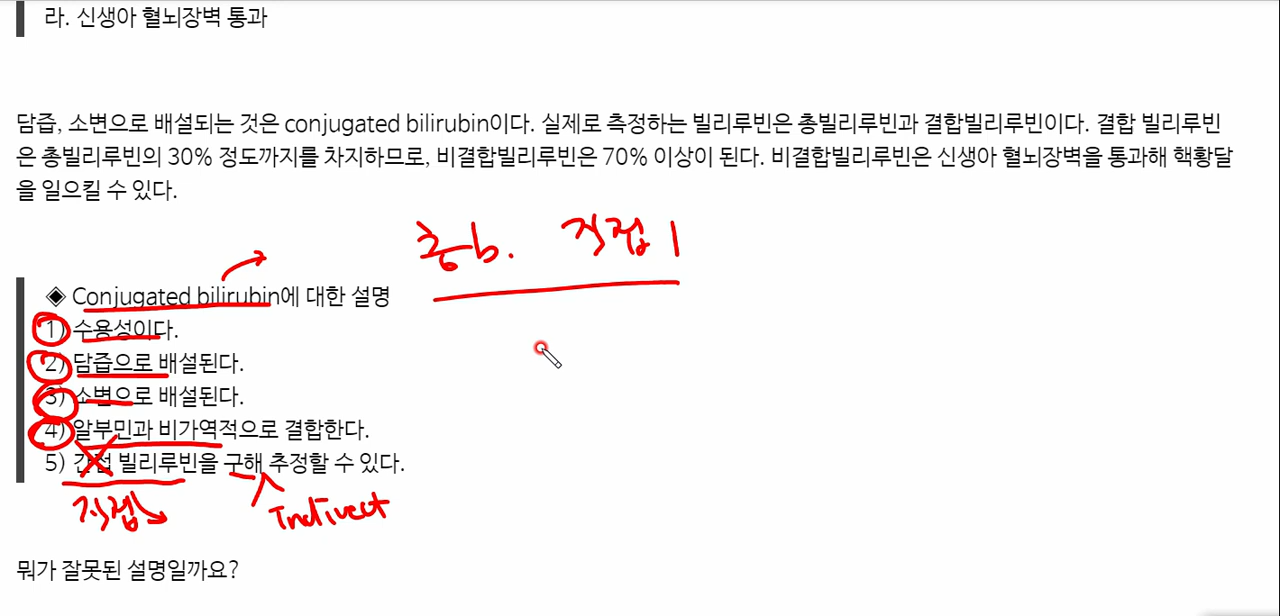 라. 신생아 혈뇌장벽 통과
담즙, 소변으로 배설되는 것은 conjugated bilirubin이다. 실제로 측정하는 빌리루빈은 총빌리루빈과 결합빌리루빈이다. 결합 빌리루빈
은 총빌리루빈의 30% 정도까지를 차지하므로, 비결합빌리루빈은 70% 이상이 된다. 비결합빌리루빈은 신생아 혈뇌장벽을 통과해 핵황달
을 일으킬 수 있다.
총b. 직접
◈ Conjugated bilirubin에 대한 설명
1) 수용성이다.
2) 담즙으로 배설된다.
3) 소변으로 배설된다.
4) 알부민과 비가역적으로 결합한다.
5) 간접 빌리루빈을 구해 추정할 수 있다.
직접
Indirect
뭐가 잘못된 설명일까요?